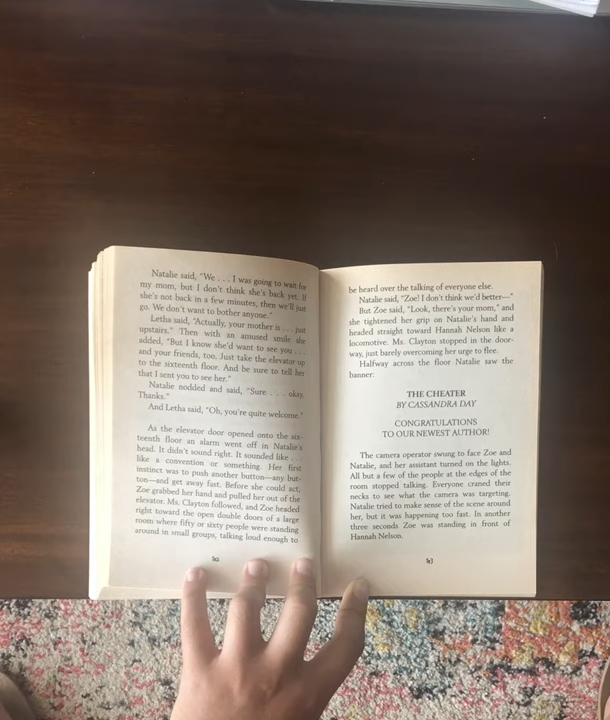 Natalie said, "We . . . I was going to wait for
my mom, but I don't think she's back yet. If
she's not back in a few minutes, then we'll just
go. We don't want to bother anyone."
Letha said, "Actually, your mother is . . . just
upstairs." Then with an amused smile she
added, "But I know she'd want to see you . . .
and your friends, too. Just take the elevator up
to the sixteenth floor. And be sure to tell her
that I sent you to see her."
Natalie nodded and said, "Sure . . . okay.
Thanks."
And Letha said, "Oh, you're quite welcome."
As the elevator door opened onto the six-
teenth floor an alarm went off in Natalie's
head. It didn't sound right. It sounded like . . .
like a convention or something. Her first
instinct was to push another button—any but-
ton—and get away fast. Before she could act,
Zoe grabbed her hand and pulled her out of the
elevator. Ms. Clayton followed, and Zoe headed
right toward the open double doors of a large
room where fifty or sixty people were standing
around in small groups, talking loud enough to
be heard over the talking of everyone else.
Natalie said, "Zoe! I don't think we'd better—"
But Zoe said, "Look, there's your mom," and
she tightened her grip on Natalie's hand and
headed straight toward Hannah Nelson like a
locomotive. Ms. Clayton stopped in the door-
way, just barely overcoming her urge to flee.
Halfway across the floor Natalie saw the
banner:
THE CHEATER
BY CASSANDRA DAY
CONGRATULATIONS
TO OUR NEWEST AUTHOR!
The camera operator swung to face Zoe and
Natalie, and her assistant turned on the lights.
All but a few of the people at the edges of the
room stopped talking. Everyone craned their
necks to see what the camera was targeting.
Natalie tried to make sense of the scene around
her, but it was happening too fast. In another
three seconds Zoe was standing in front of
Hannah Nelson.